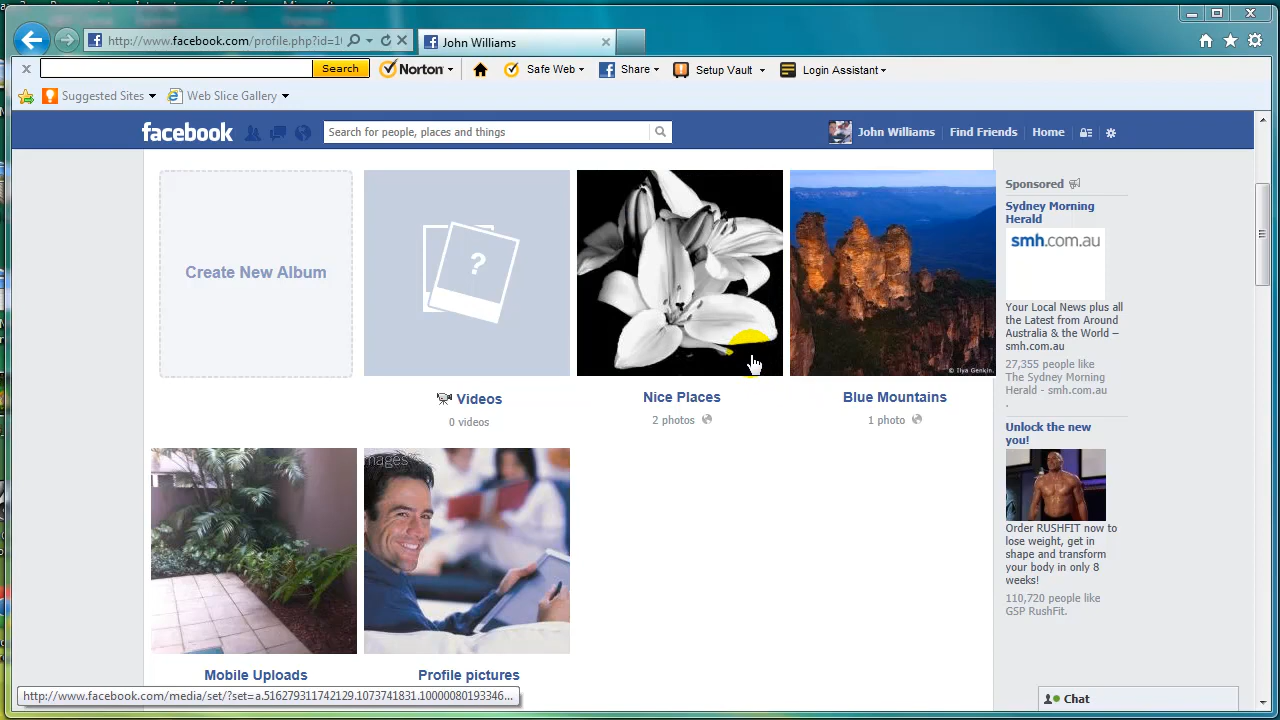 http://www.facebook.com/profile.php?id=1
John Williams
Search
Norton
Safe Web
Share
Setup Vault
Login Assistant
Suggested Sites
Web Slice Gallery
facebook
Search for people, places and things
John Williams
Find Friends
Home
Create New Album
?
Videos
0 videos
Nice Places
2 photos
© Ilya Genkin.
Blue Mountains
1 photo
Mobile Uploads
mages
Profile pictures
Sponsored
Sydney Morning
Herald
smh.com.au
Your Local News plus all
the Latest from Around
Australia & the World –
smh.com.au
27,355 people like
The Sydney Morning
Herald - smh.com.au
.
Unlock the new
you!
Order RUSHFIT now to
lose weight, get in
shape and transform
your body in only 8
weeks!
110,720 people like
GSP RushFit.
http://www.facebook.com/media/set/?set=a.516279311742129.1073741831.10000080193346...
Chat